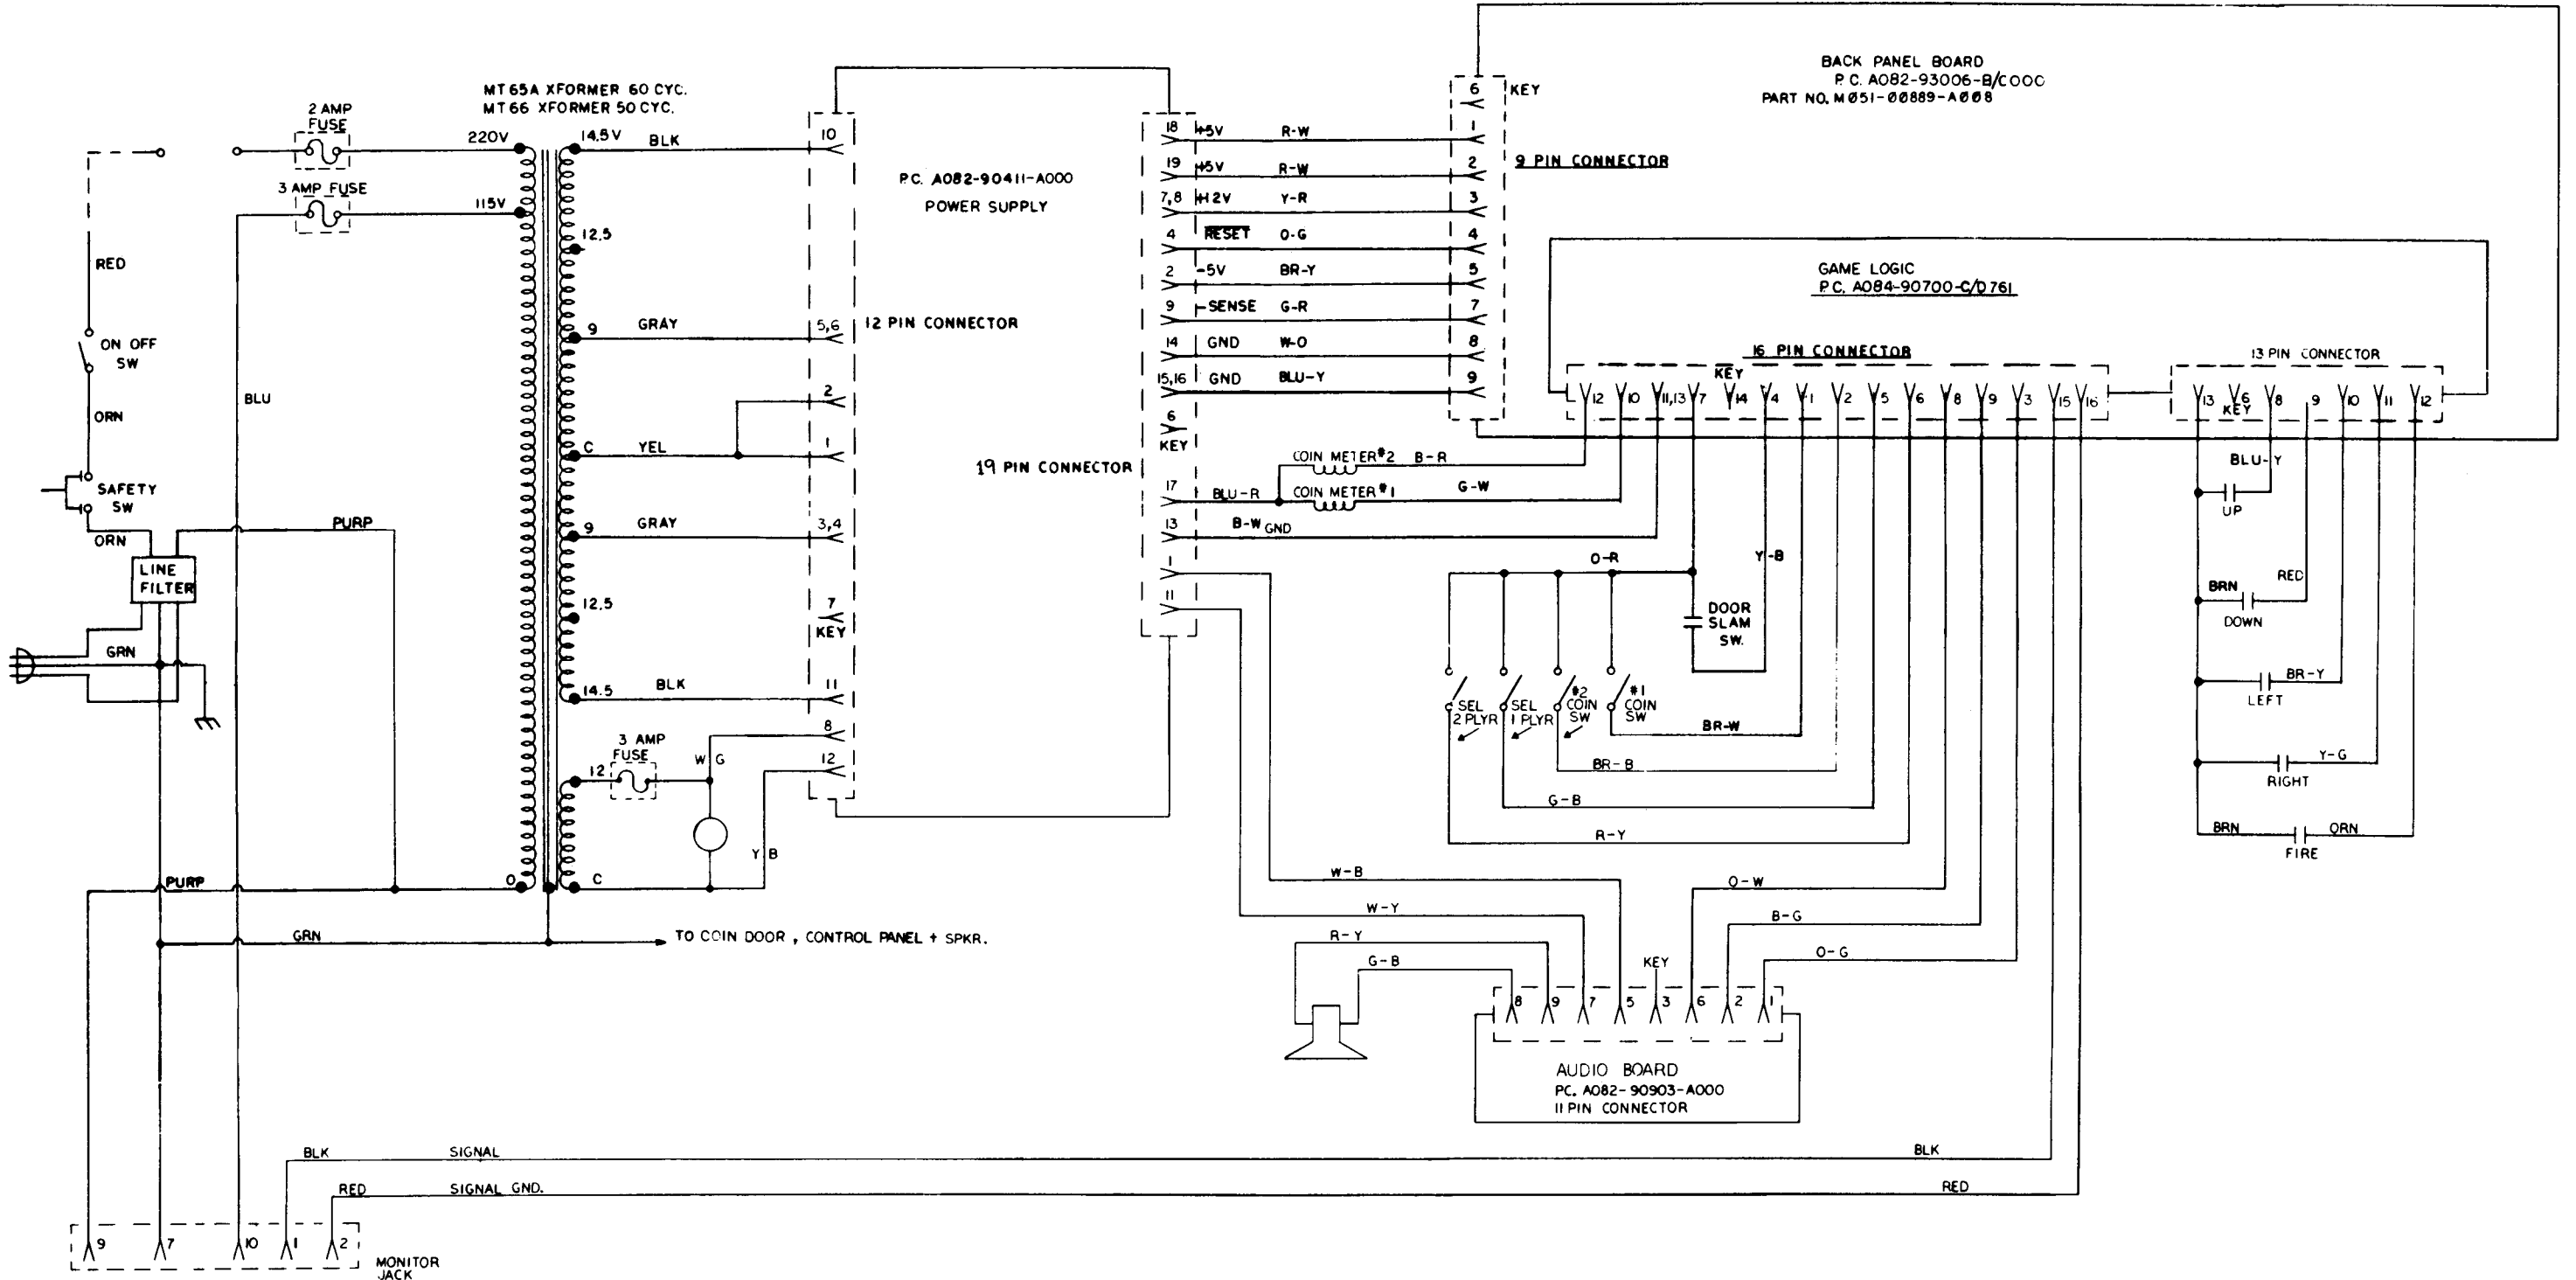 MT 65A XFORMER 60 CYC.
MT 66 XFORMER 50 CYC.
2 AMP
FUSE
3 AMP FUSE
220V
115V
14.5V
BLK
12.5
9
GRAY
C
YEL
9
GRAY
12.5
14.5
BLK
3 AMP
FUSE
12
W G
Y B
O
C
RED
ON OFF
SW
ORN
SAFETY
SW
ORN
PURP
BLU
LINE
FILTER
GRN
PURP
GRN
TO COIN DOOR , CONTROL PANEL + SPKR.
10
5,6
2
1
3,4
7
KEY
11
8
12
12 PIN CONNECTOR
P.C. A082-90411-A000
POWER SUPPLY
19 PIN CONNECTOR
18 +5V R-W
19 +5V R-W
7,8 +12V Y-R
4 RESET O-G
2 -5V BR-Y
9 -SENSE G-R
14 GND W-O
15,16 GND BLU-Y
6
KEY
17 BLU-R
13 B-W GND
1
11
6 KEY
1
2
3
4
5
7
8
9
9 PIN CONNECTOR
BACK PANEL BOARD
P.C. A082-93006-B/C000
PART NO. M051-00889-A008
GAME LOGIC
P.C. A084-90700-C/D761
16 PIN CONNECTOR
KEY
12 10 11,13 7 14 4 1 2 5 6 8 9 3 15 16
13 PIN CONNECTOR
13 6 8 9 10 11 12
KEY
COIN METER #2 B-R
COIN METER #1 G-W
O-R
Y-B
DOOR
SLAM
SW.
SEL
2 PLYR
SEL
1 PLYR
#2
COIN
SW
#1
COIN
SW
BR-W
BR-B
G-B
R-Y
BLU-Y
UP
BRN
RED
DOWN
BR-Y
LEFT
Y-G
RIGHT
BRN
ORN
FIRE
W-B
W-Y
R-Y
G-B
O-W
B-G
O-G
KEY
8 9 7 5 3 6 2 1
AUDIO BOARD
PC. A082-90903-A000
11 PIN CONNECTOR
BLK SIGNAL BLK
RED SIGNAL GND. RED
9 7 10 1 2
MONITOR
JACK